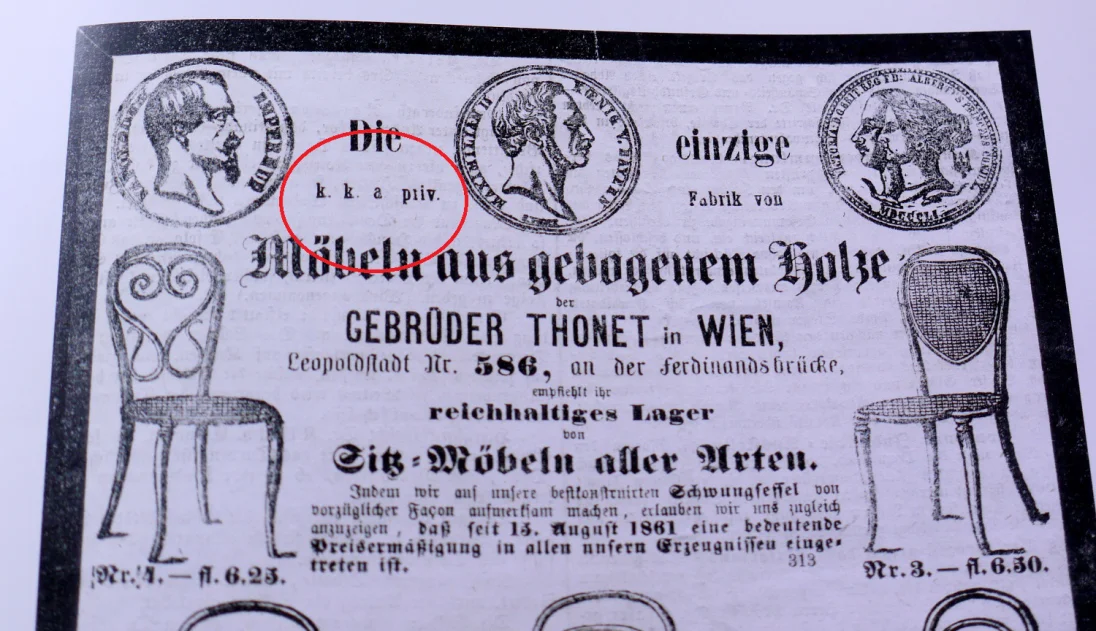 Die einzige
k. k. a priv. Fabrik von
Möbeln aus gebogenem Holze
der
GEBRÜDER THONET in WIEN,
Leopoldstadt Nr. 586, an der Ferdinandsbrücke,
empfiehlt ihr
reichhaltiges Lager
von
Sitz-Möbeln aller Arten.
Indem wir auf unsere bestkonstruirten Schwungsessel von
vorzüglicher Façon aufmerksam machen, erlauben wir uns zugleich
anzuzeigen, daß seit 15. August 1861 eine bedeutende
Preisermäßigung in allen unsern Erzeugnissen einge-
treten ist. 313
Nr. 4. — fl. 6.25. Nr. 3. — fl. 6.50.
EMPEREUR
MAXIMILIAN II KOENIG V. BAYERN
MDCCCLI